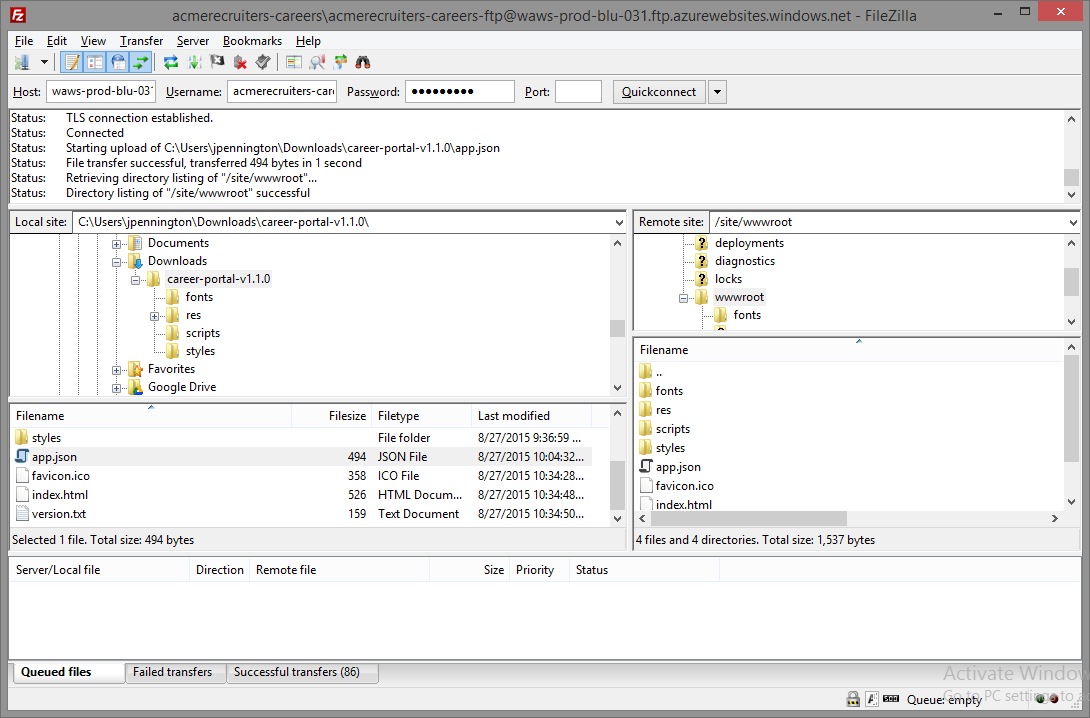 acmerecruiters-careers\acmerecruiters-careers-ftp@waws-prod-blu-031.ftp.azurewebsites.windows.net - FileZilla
File Edit View Transfer Server Bookmarks Help
Host: waws-prod-blu-031 Username: acmerecruiters-care Password: ●●●●●●●●● Port: Quickconnect
Status: TLS connection established.
Status: Connected
Status: Starting upload of C:\Users\jpennington\Downloads\career-portal-v1.1.0\app.json
Status: File transfer successful, transferred 494 bytes in 1 second
Status: Retrieving directory listing of "/site/wwwroot"...
Status: Directory listing of "/site/wwwroot" successful
Local site: C:\Users\jpennington\Downloads\career-portal-v1.1.0\
Documents
Downloads
career-portal-v1.1.0
fonts
res
scripts
styles
Favorites
Google Drive
Filename Filesize Filetype Last modified
styles File folder 8/27/2015 9:36:59 ...
app.json 494 JSON File 8/27/2015 10:04:32...
favicon.ico 358 ICO File 8/27/2015 10:34:28...
index.html 526 HTML Docum... 8/27/2015 10:34:48...
version.txt 159 Text Document 8/27/2015 10:34:50...
Selected 1 file. Total size: 494 bytes
Remote site: /site/wwwroot
deployments
diagnostics
locks
wwwroot
fonts
Filename
..
fonts
res
scripts
styles
app.json
favicon.ico
index.html
4 files and 4 directories. Total size: 1,537 bytes
Server/Local file Direction Remote file Size Priority Status
Queued files Failed transfers Successful transfers (86)
Activate Window
Go to PC settings to a
Queue: empty